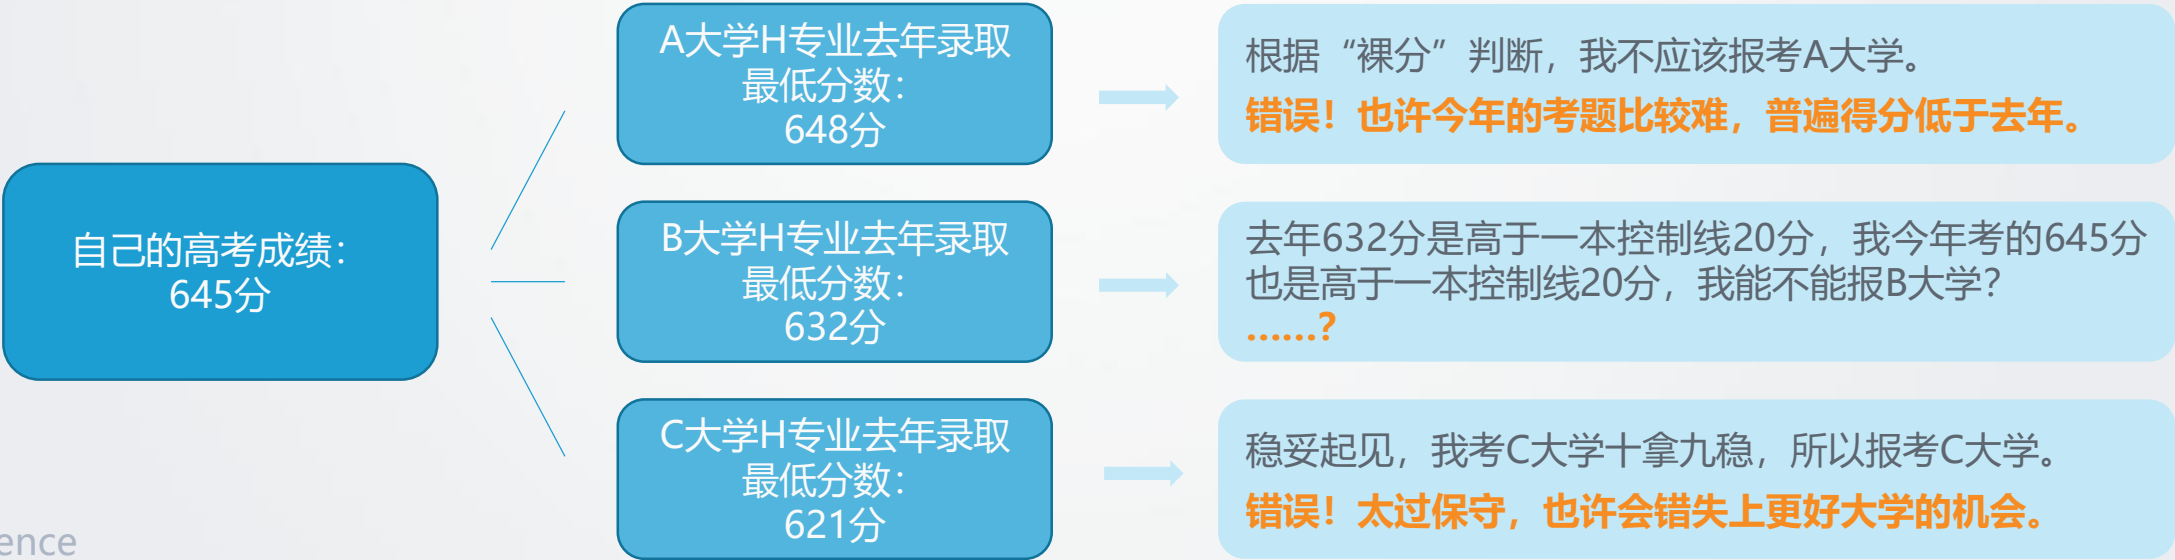 自己的高考成绩：
645分
A大学H专业去年录取
最低分数：
648分
根据“裸分”判断，我不应该报考A大学。
错误！也许今年的考题比较难，普遍得分低于去年。
B大学H专业去年录取
最低分数：
632分
去年632分是高于一本控制线20分，我今年考的645分
也是高于一本控制线20分，我能不能报B大学？
……？
C大学H专业去年录取
最低分数：
621分
稳妥起见，我考C大学十拿九稳，所以报考C大学。
错误！太过保守，也许会错失上更好大学的机会。
ence